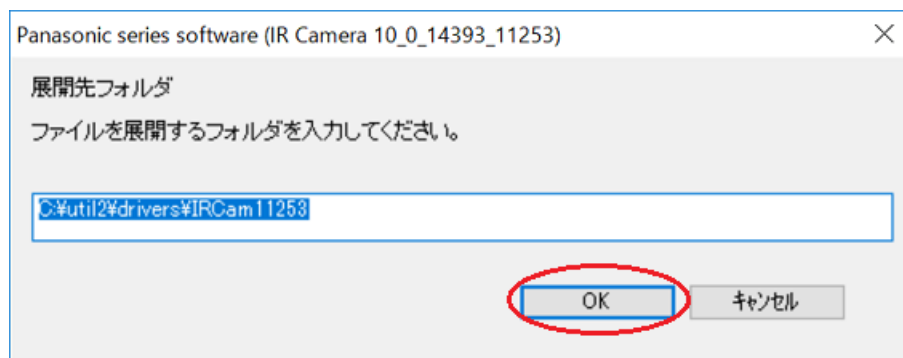 Panasonic series software (IR Camera 10_0_14393_11253)
展開先フォルダ
ファイルを展開するフォルダを入力してください。
C:¥util2¥drivers¥IRCam11253
OK キャンセル